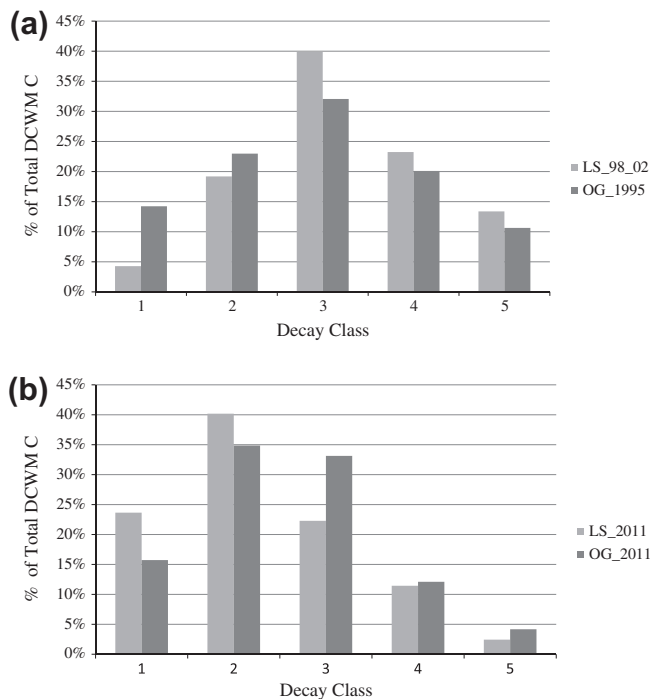 (a)
% of Total DCWM C
45%
40%
35%
30%
25%
20%
15%
10%
5%
0%
1 2 3 4 5
Decay Class
LS_98_02
OG_1995
(b)
% of Total DCWM C
45%
40%
35%
30%
25%
20%
15%
10%
5%
0%
1 2 3 4 5
Decay Class
LS_2011
OG_2011